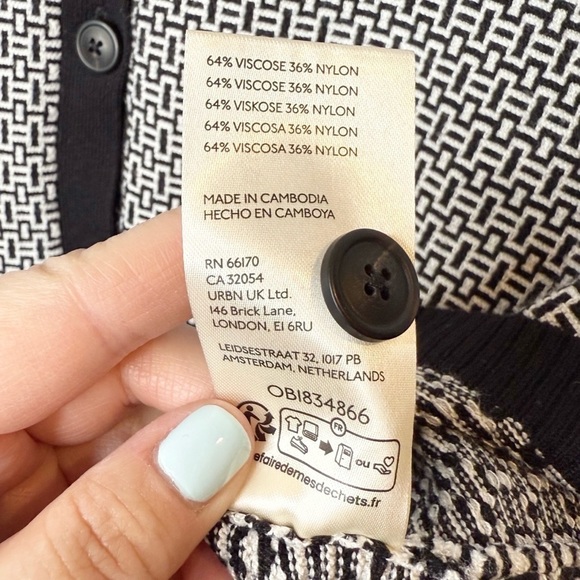 64% VISCOSE 36% NYLON
64% VISCOSE 36% NYLON
64% VISKOSE 36% NYLON
64% VISCOSA 36% NYLON
64% VISCOSA 36% NYLON
MADE IN CAMBODIA
HECHO EN CAMBOYA
RN 66170
CA 32054
URBN UK Ltd.
146 Brick Lane,
LONDON, E1 6RU
LEIDSESTRAAT 32, 1017 PB
AMSTERDAM, NETHERLANDS
OB1834866
FR
ou
efairedemesdechets.fr